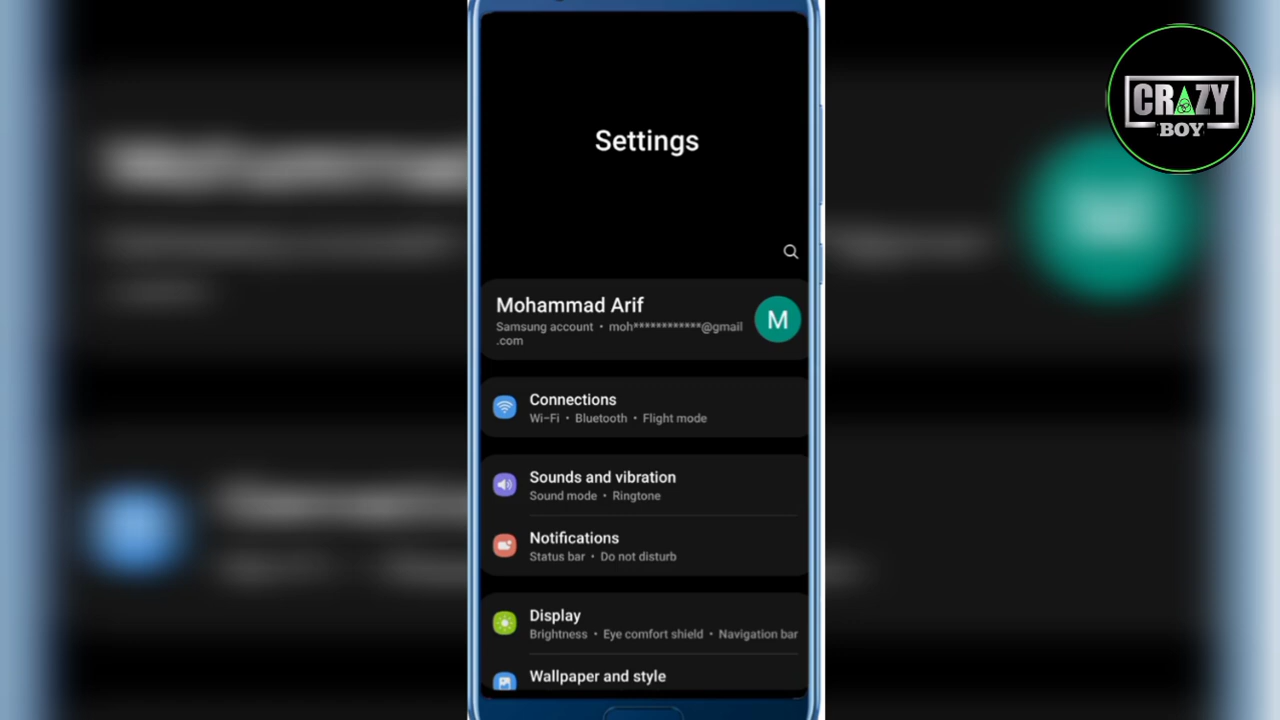 CRAZY
BOY
Settings
Mohammad Arif
Samsung account • moh************@gmail
.com
M
Connections
Wi-Fi • Bluetooth • Flight mode
Sounds and vibration
Sound mode • Ringtone
Notifications
Status bar • Do not disturb
Display
Brightness • Eye comfort shield • Navigation bar
Wallpaper and style